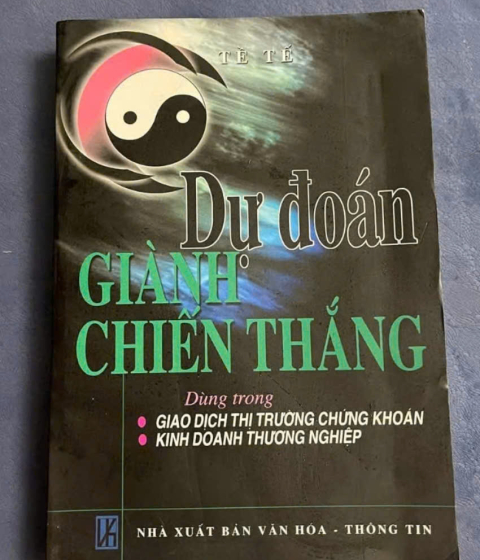 TỀ TẾ
Dự đoán
GIÀNH
CHIẾN THẮNG
Dùng trong
GIAO DỊCH THỊ TRƯỜNG CHỨNG KHOÁN
KINH DOANH THƯƠNG NGHIỆP
NHÀ XUẤT BẢN VĂN HÓA - THÔNG TIN